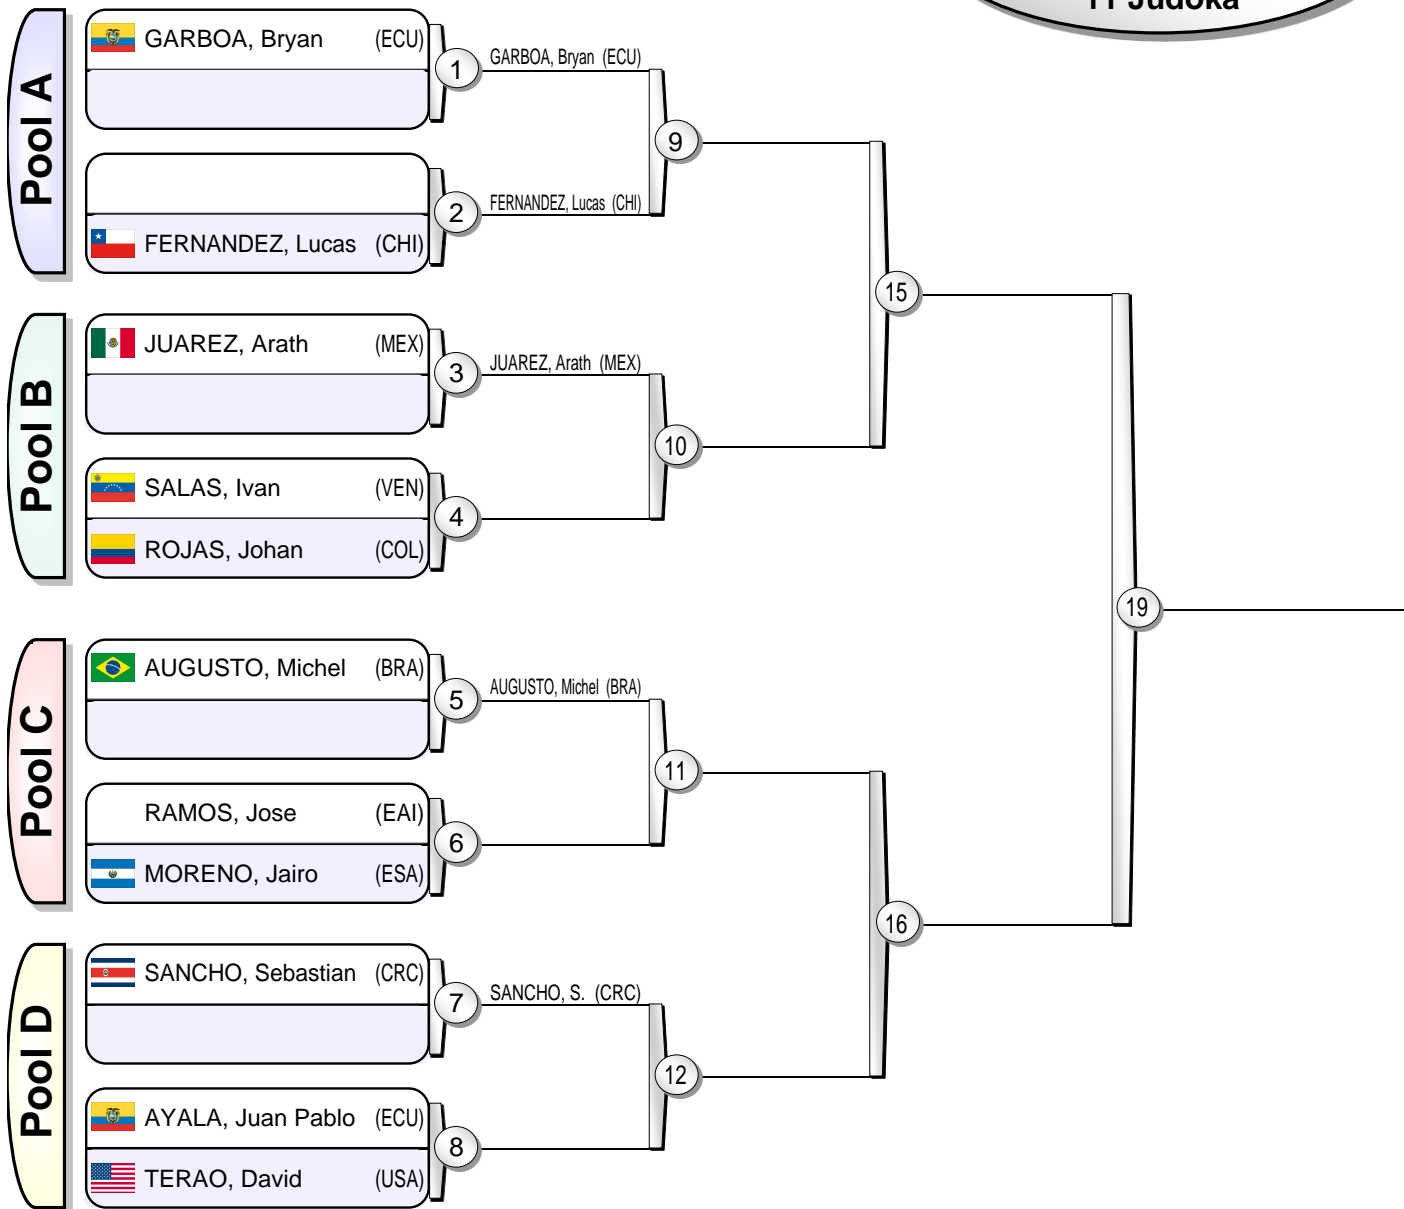 11 Judoka
Pool A
GARBOA, Bryan (ECU)
1
GARBOA, Bryan (ECU)
9
2
FERNANDEZ, Lucas (CHI)
FERNANDEZ, Lucas (CHI)
15
Pool B
JUAREZ, Arath (MEX)
3
JUAREZ, Arath (MEX)
10
SALAS, Ivan (VEN)
4
ROJAS, Johan (COL)
19
Pool C
AUGUSTO, Michel (BRA)
5
AUGUSTO, Michel (BRA)
11
RAMOS, Jose (EAI)
6
MORENO, Jairo (ESA)
16
Pool D
SANCHO, Sebastian (CRC)
7
SANCHO, S. (CRC)
12
AYALA, Juan Pablo (ECU)
8
TERAO, David (USA)